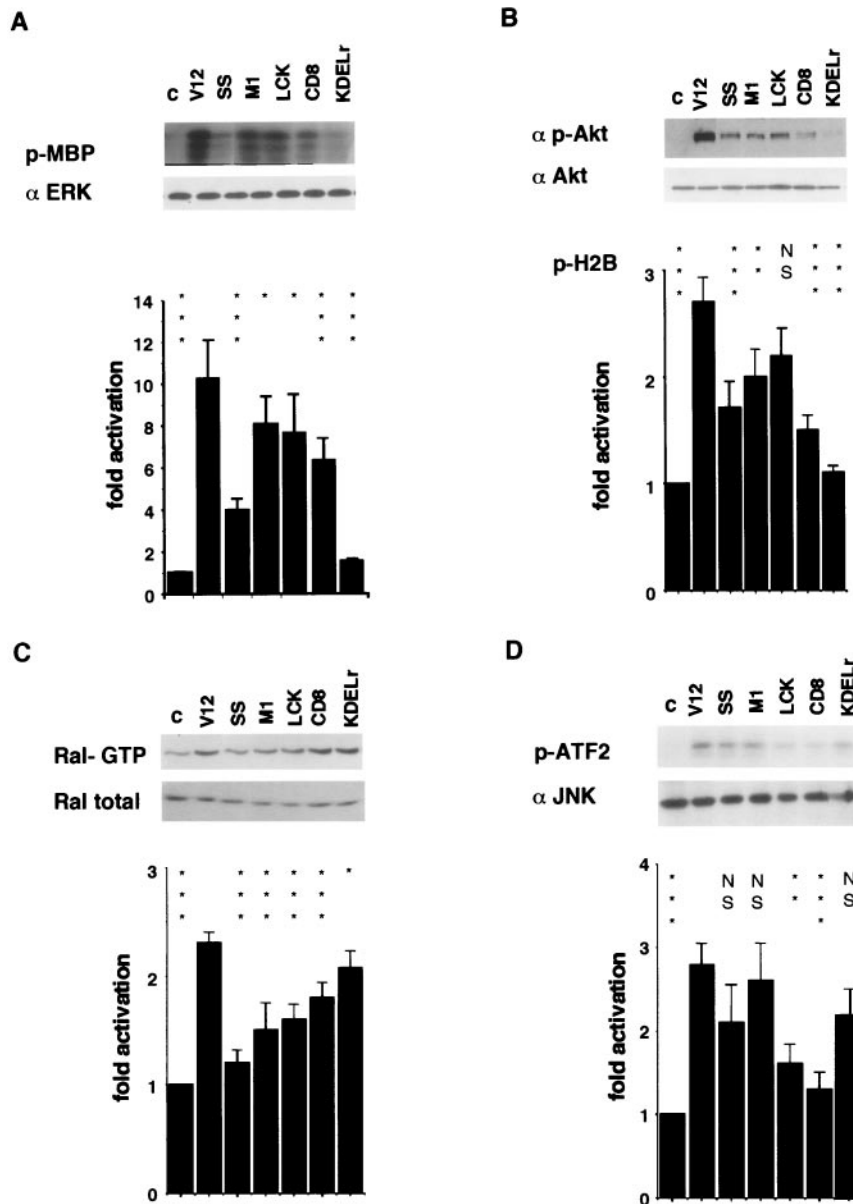 A
C V12 SS M1 LCK CD8 KDELr
p-MBP
α ERK
* * * * * * * * * * * * * *
14
12
10
8
6
4
2
0
fold activation
B
C V12 SS M1 LCK CD8 KDELr
α p-Akt
α Akt
p-H2B
* * * * * * * * N S * * * * * *
3
2
1
0
fold activation
C
C V12 SS M1 LCK CD8 KDELr
Ral- GTP
Ral total
* * * * * * * * * * * * * * * *
3
2
1
0
fold activation
D
C V12 SS M1 LCK CD8 KDELr
p-ATF2
α JNK
* * * N S N S * * * * * N S
4
3
2
1
0
fold activation